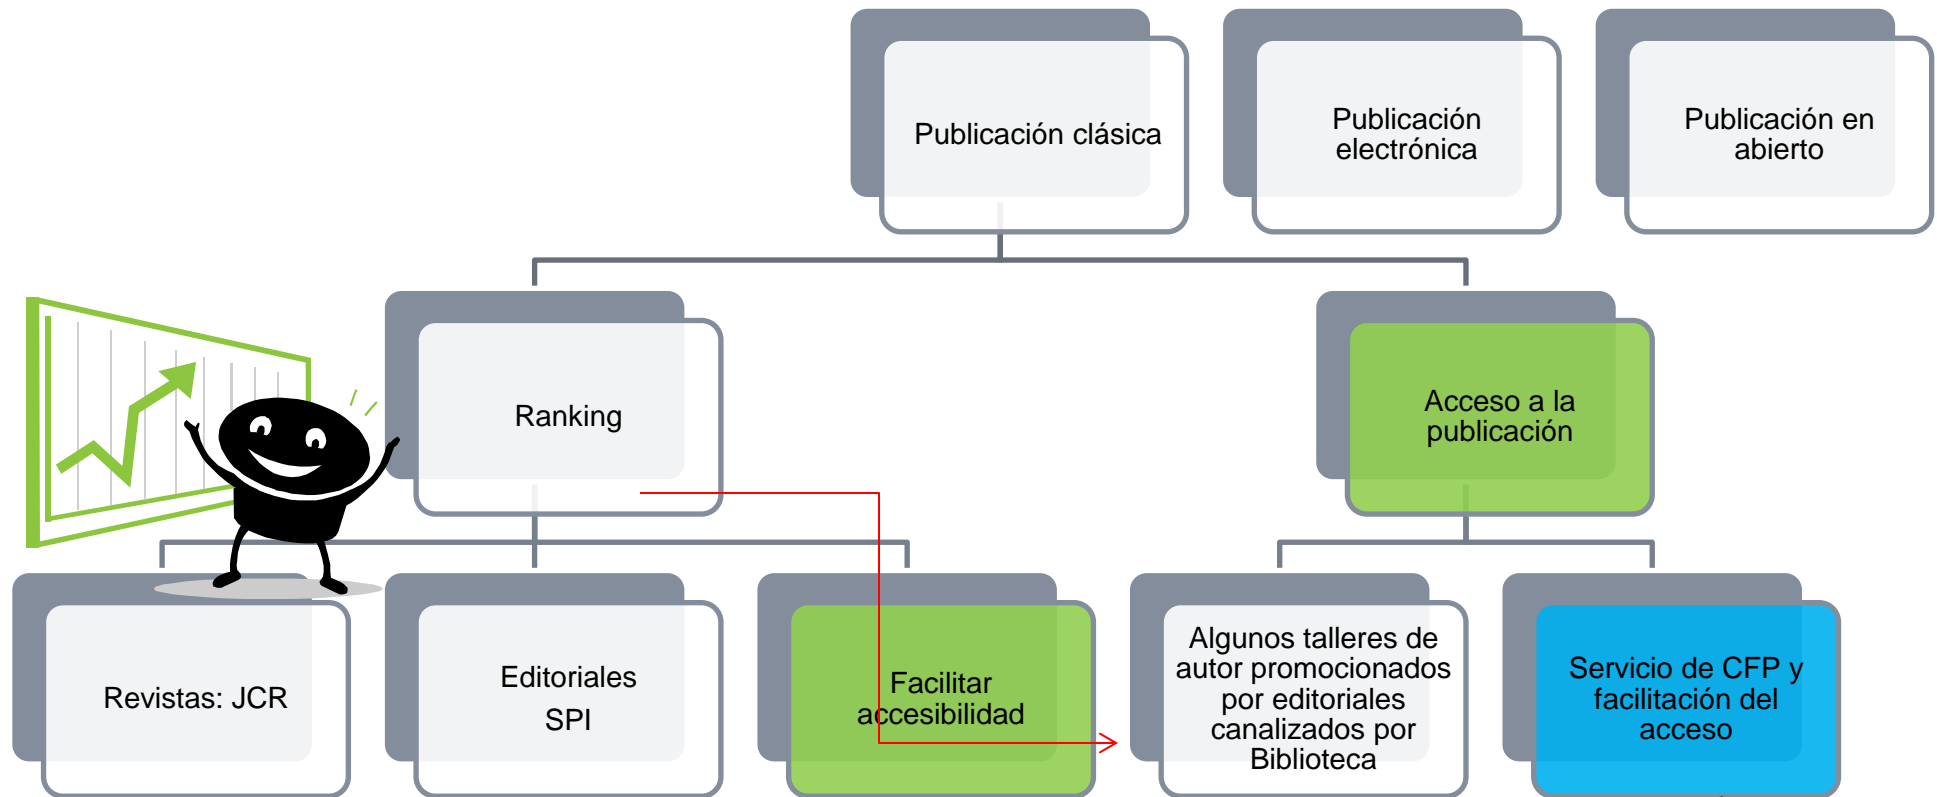 Publicación clásica
Publicación
electrónica
Publicación en
abierto
Ranking
Acceso a la
publicación
Revistas: JCR
Editoriales
SPI
Facilitar
accesibilidad
Algunos talleres de
autor promocionados
por editoriales
canalizados por
Biblioteca
Servicio de CFP y
facilitación del
acceso